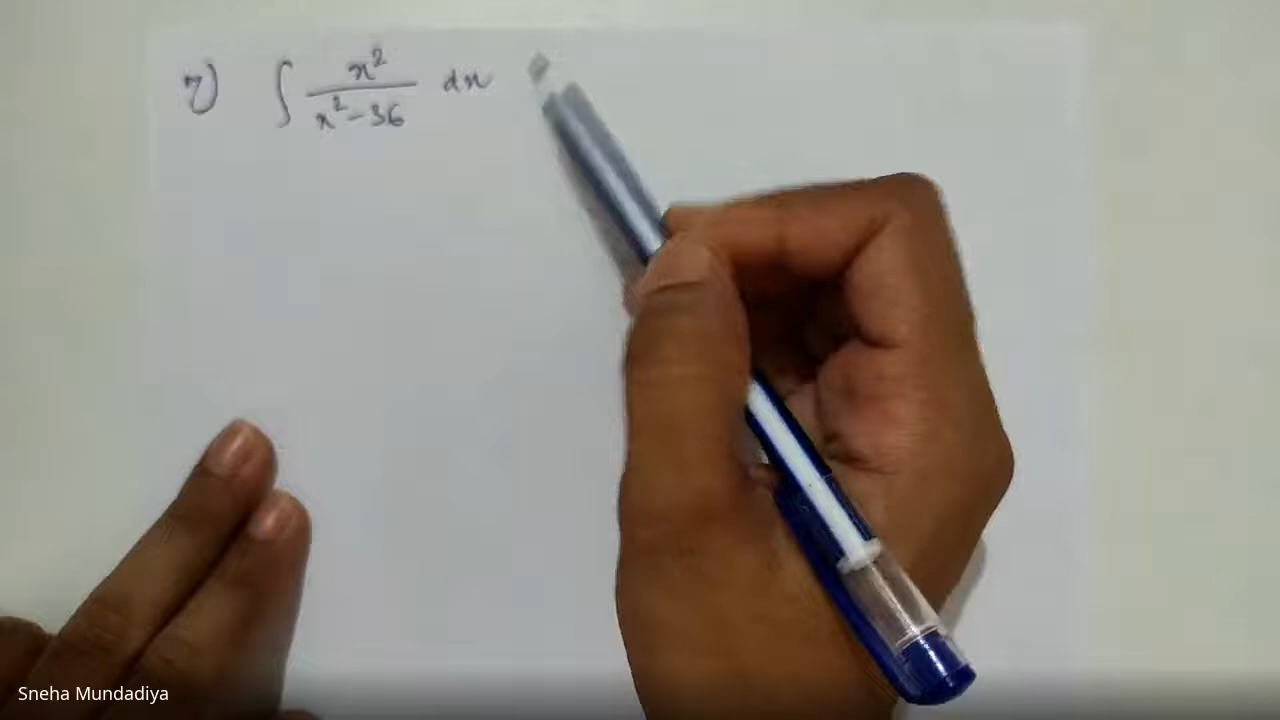 7) ∫ x²/(x²-36) dx
Sneha Mundadiya